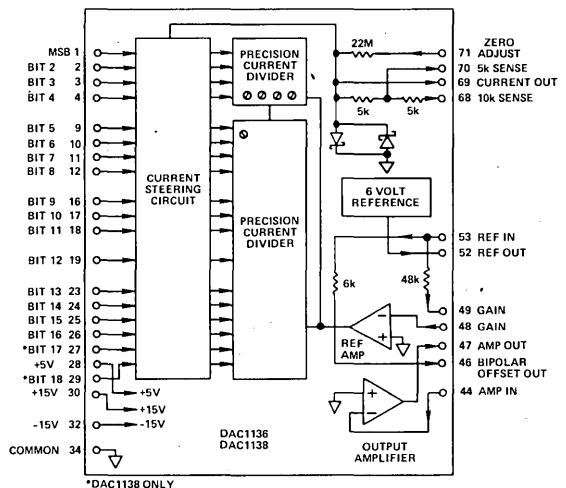 MSB 1
BIT 2 2
BIT 3 3
BIT 4 4
BIT 5 9
BIT 6 10
BIT 7 11
BIT 8 12
BIT 9 16
BIT 10 17
BIT 11 18
BIT 12 19
BIT 13 23
BIT 14 24
BIT 15 25
BIT 16 26
*BIT 17 27
+5V 28
*BIT 18 29
+15V 30
-15V 32
COMMON 34
+5V
+15V
-15V
CURRENT
STEERING
CIRCUIT
PRECISION
CURRENT
DIVIDER
PRECISION
CURRENT
DIVIDER
22M
5k
5k
6 VOLT
REFERENCE
6k
48k
REF
AMP
OUTPUT
AMPLIFIER
DAC1136
DAC1138
ZERO
71 ADJUST
70 5k SENSE
69 CURRENT OUT
68 10k SENSE
53 REF IN
52 REF OUT
49 GAIN
48 GAIN
47 AMP OUT
46 BIPOLAR
OFFSET OUT
44 AMP IN
*DAC1138 ONLY